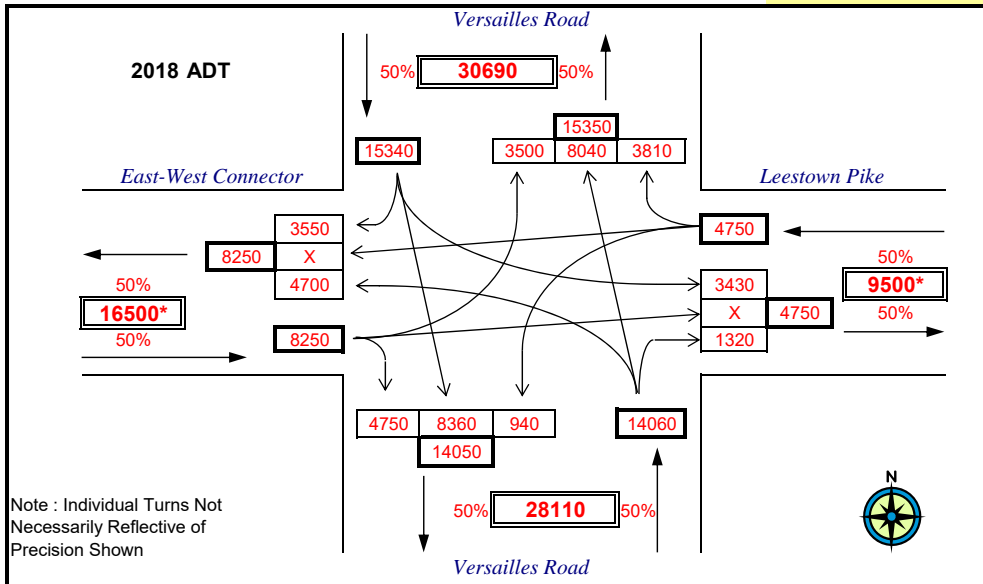 Versailles Road
2018 ADT
50% 30690 50%
15350
15340
3500 8040 3810
East-West Connector
Leestown Pike
3550
4750
8250 X
50%
4700
3430
9500*
50%
X 4750
50%
16500*
1320
50%
8250
4750 8360 940
14060
14050
N
Note : Individual Turns Not
Necessarily Reflective of
Precision Shown
50% 28110 50%
Versailles Road